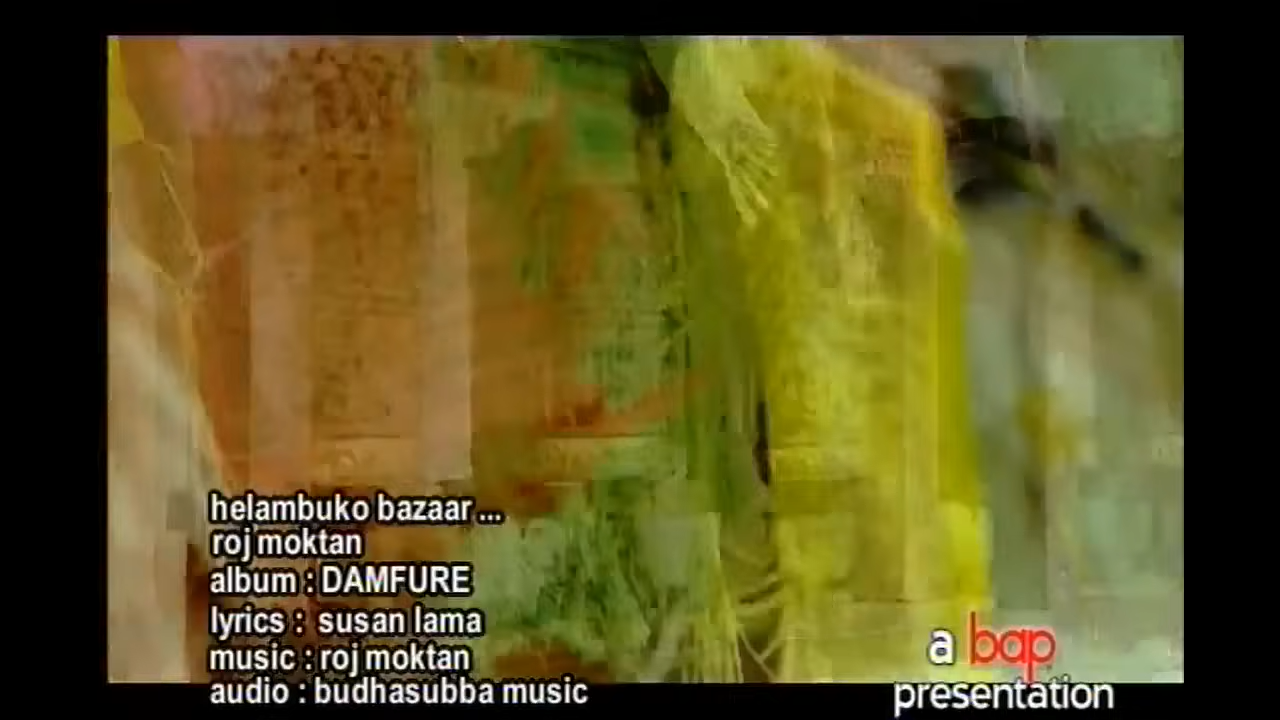 helambuko bazaar ...
roj moktan
album : DAMFURE
lyrics : susan lama
music : roj moktan
audio : budhasubba music
a bap
presentation